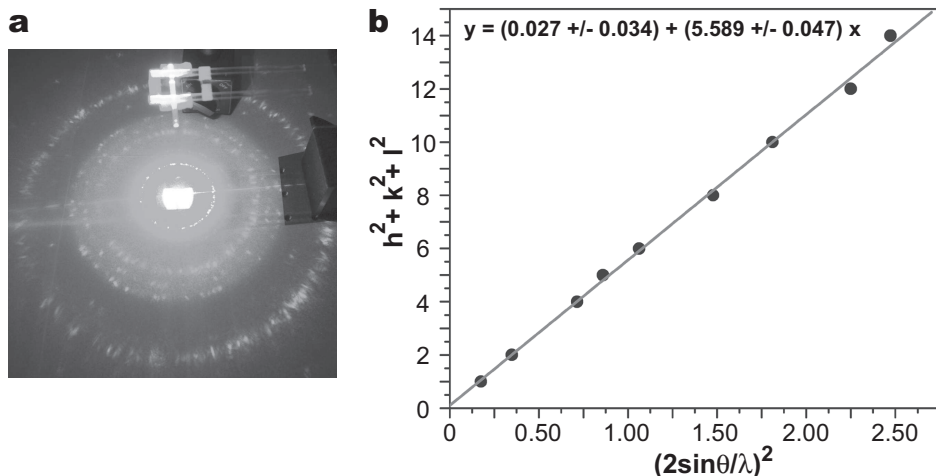 a
b
y = (0.027 +/- 0.034) + (5.589 +/- 0.047) x
h² + k² + l²
14
12
10
8
6
4
2
0
0 0.50 1.00 1.50 2.00 2.50
(2sinθ/λ)²